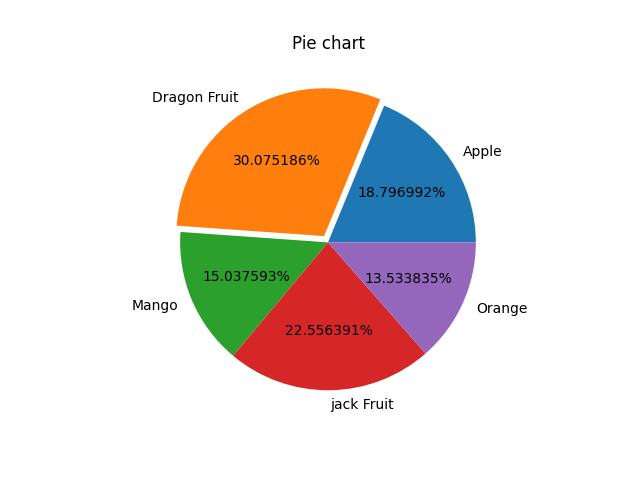 Pie chart
Dragon Fruit
Apple
30.075186%
18.796992%
15.037593%
13.533835%
Mango
Orange
22.556391%
jack Fruit